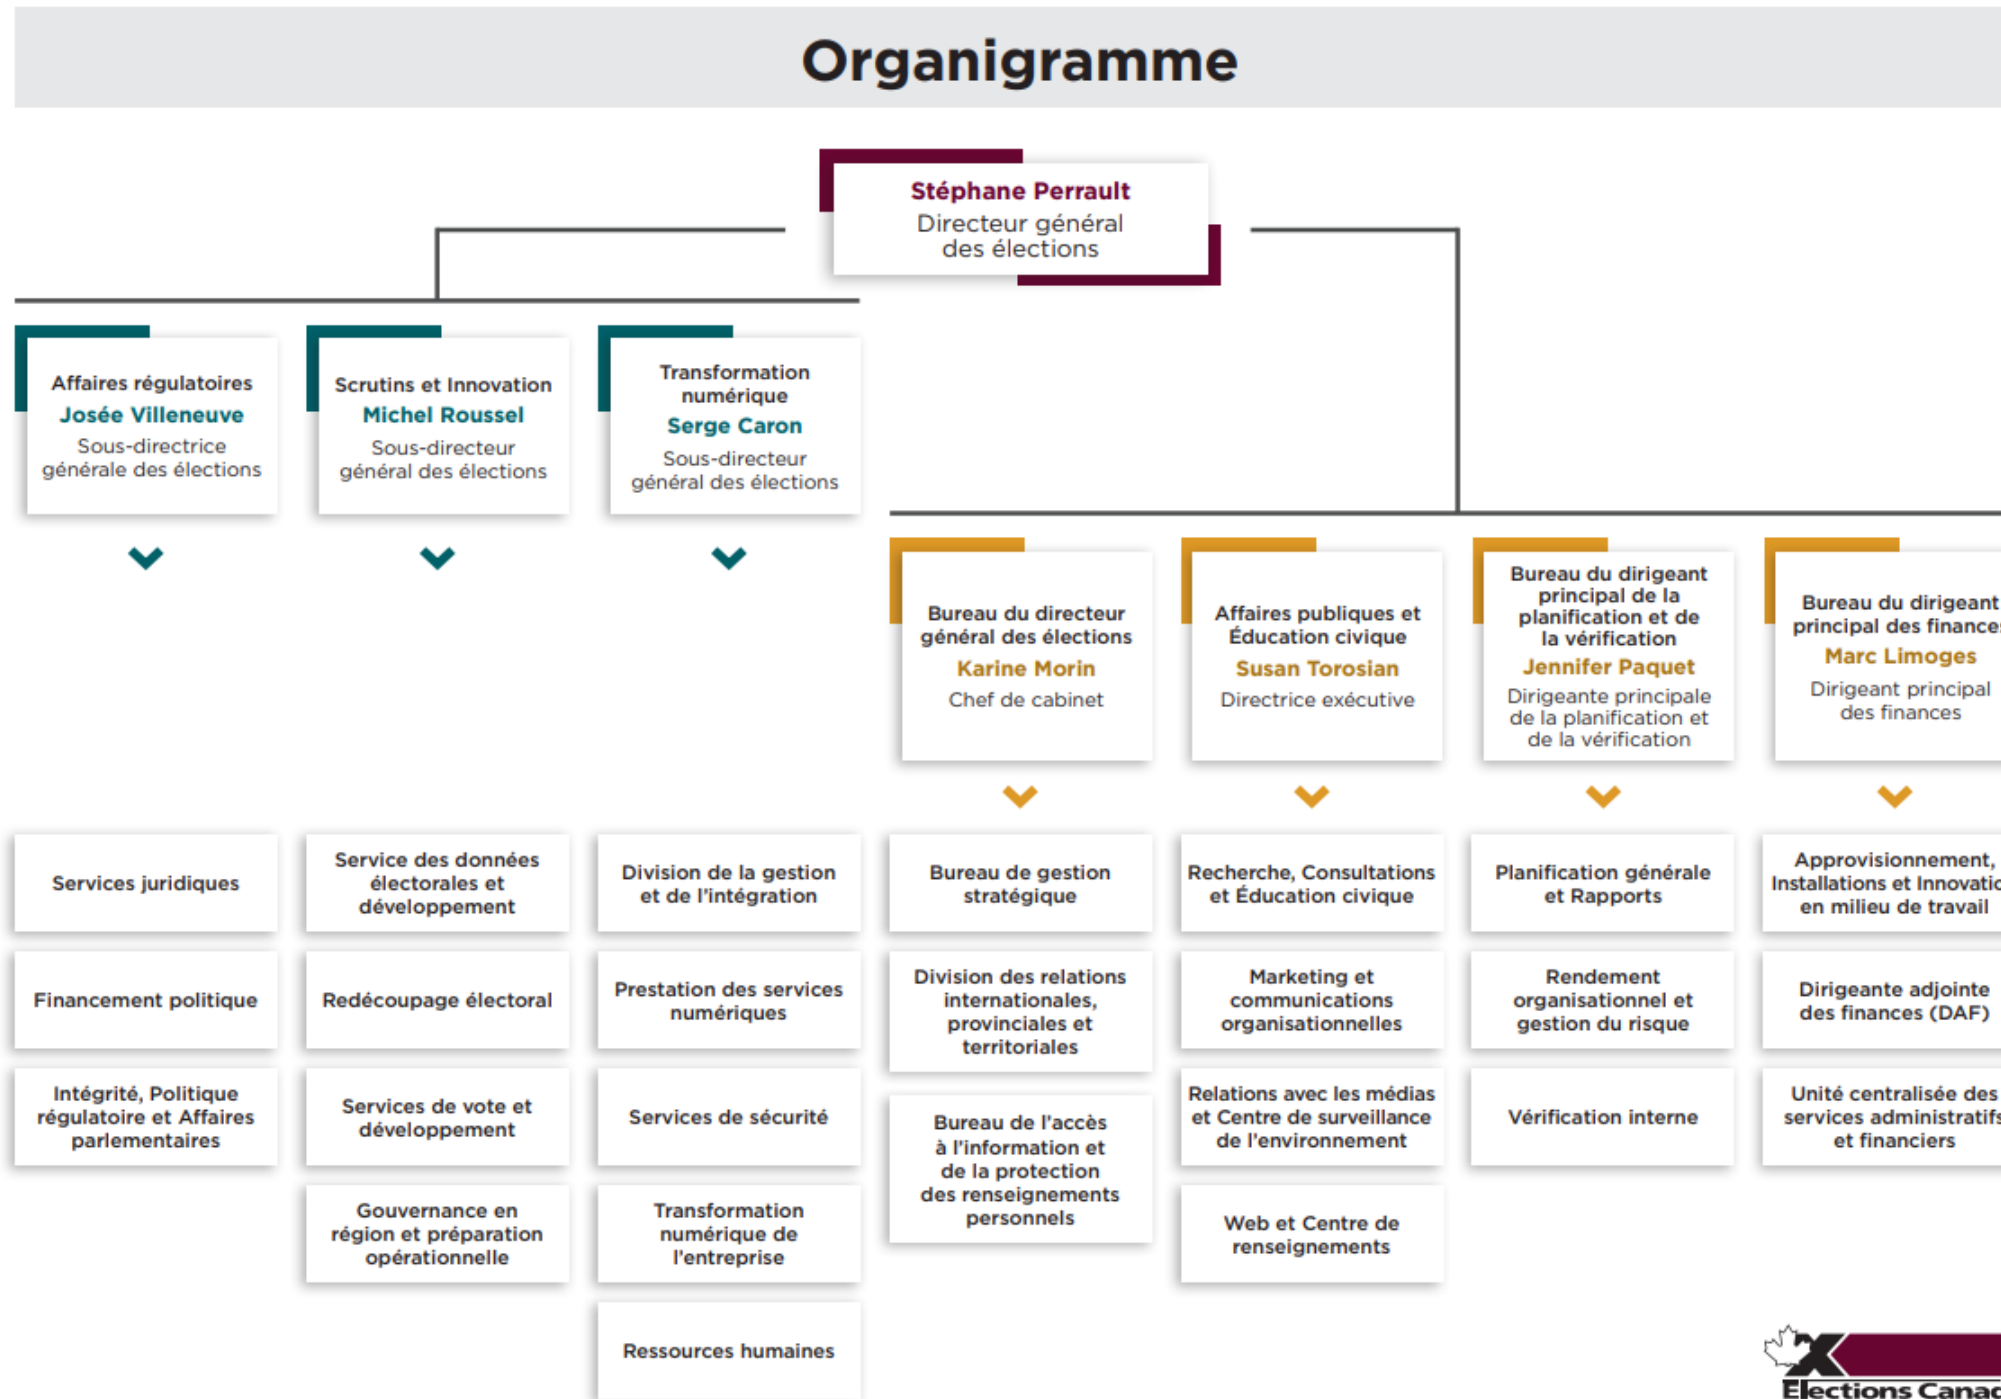 Organigramme
Stéphane Perrault
Directeur général
des élections
Affaires régulatoires
Josée Villeneuve
Sous-directrice
générale des élections
Scrutins et Innovation
Michel Roussel
Sous-directeur
général des élections
Transformation
numérique
Serge Caron
Sous-directeur
général des élections
Bureau du directeur
général des élections
Karine Morin
Chef de cabinet
Affaires publiques et
Éducation civique
Susan Torosian
Directrice exécutive
Bureau du dirigeant
principal de la
planification et de
la vérification
Jennifer Paquet
Dirigeante principale
de la planification et
de la vérification
Bureau du dirigeant
principal des finances
Marc Limoges
Dirigeant principal
des finances
Services juridiques
Financement politique
Intégrité, Politique
régulatoire et Affaires
parlementaires
Service des données
électorales et
développement
Redécoupage électoral
Services de vote et
développement
Gouvernance en
région et préparation
opérationnelle
Division de la gestion
et de l'intégration
Prestation des services
numériques
Services de sécurité
Transformation
numérique de
l'entreprise
Ressources humaines
Bureau de gestion
stratégique
Division des relations
internationales,
provinciales et
territoriales
Bureau de l'accès
à l'information et
de la protection
des renseignements
personnels
Recherche, Consultations
et Éducation civique
Marketing et
communications
organisationnelles
Relations avec les médias
et Centre de surveillance
de l'environnement
Web et Centre de
renseignements
Planification générale
et Rapports
Rendement
organisationnel et
gestion du risque
Vérification interne
Approvisionnement,
Installations et Innovatio
en milieu de travail
Dirigeante adjointe
des finances (DAF)
Unité centralisée des
services administratifs
et financiers
Elections Canad